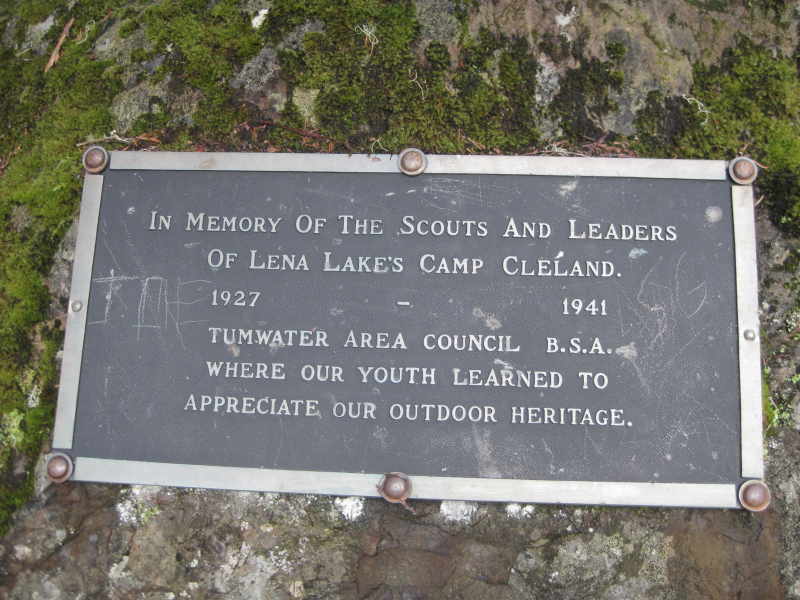 In Memory Of The Scouts And Leaders
Of Lena Lake's Camp Cleland.
1927 – 1941
TUMWATER AREA COUNCIL B.S.A.
WHERE OUR YOUTH LEARNED TO
APPRECIATE OUR OUTDOOR HERITAGE.